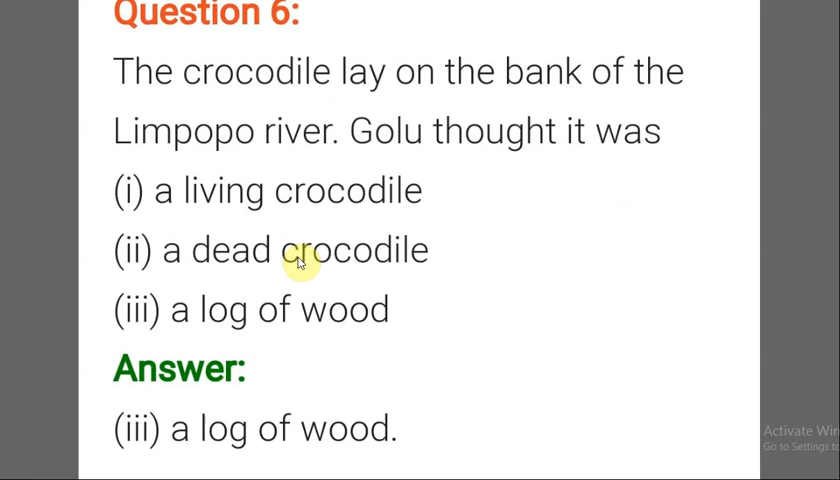 Question 6:
The crocodile lay on the bank of the
Limpopo river. Golu thought it was
(i) a living crocodile
(ii) a dead crocodile
(iii) a log of wood
Answer:
(iii) a log of wood.
Activate Win
Go to Settings to